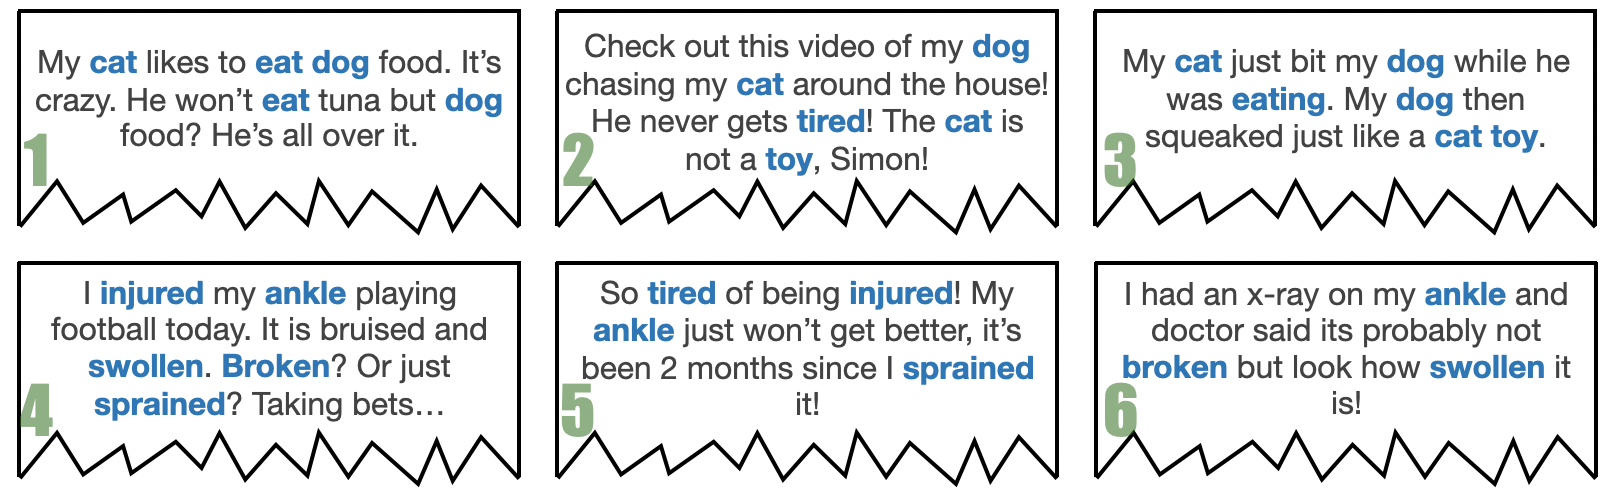 My cat likes to eat dog food. It’s
crazy. He won’t eat tuna but dog
food? He’s all over it.
1
Check out this video of my dog
chasing my cat around the house!
He never gets tired! The cat is
not a toy, Simon!
2
My cat just bit my dog while he
was eating. My dog then
squeaked just like a cat toy.
3
I injured my ankle playing
football today. It is bruised and
swollen. Broken? Or just
sprained? Taking bets…
4
So tired of being injured! My
ankle just won’t get better, it’s
been 2 months since I sprained
it!
5
I had an x-ray on my ankle and
doctor said its probably not
broken but look how swollen it
is!
6